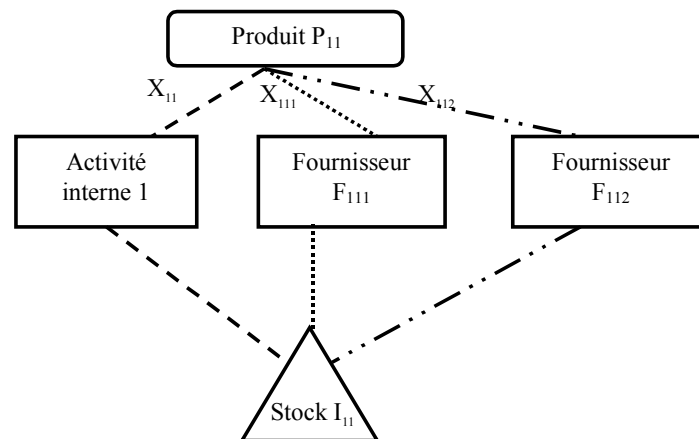 Produit P₁₁
X₁₁ X₁₁₁ X₁₁₂
Activité
interne 1
Fournisseur
F₁₁₁
Fournisseur
F₁₁₂
Stock I₁₁